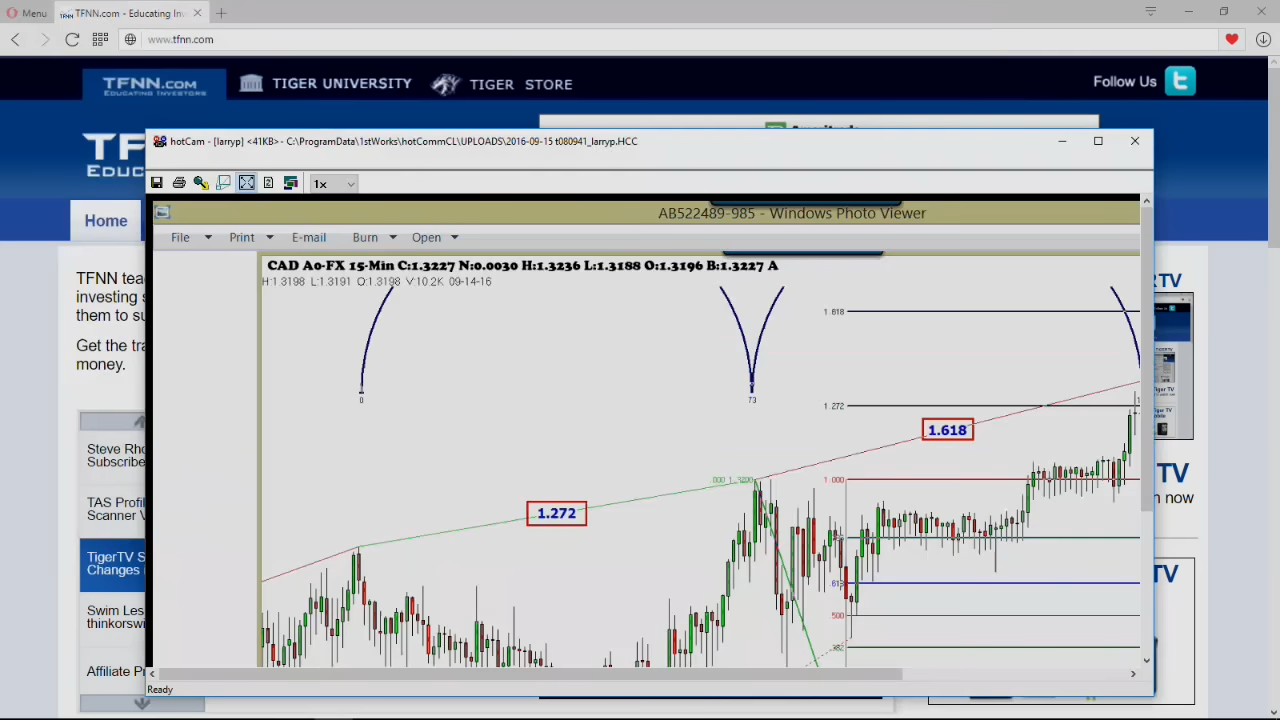 Menu
TFNN.com - Educating Inv
www.tfnn.com
TFNN.COM
EDUCATING INVESTORS
TIGER UNIVERSITY
TIGER STORE
Follow Us
hotCam - [larryp] <41KB> - C:\ProgramData\1stWorks\hotCommCL\UPLOADS\2016-09-15 t080941_larryp.HCC
1x
Home
AB522489-985 - Windows Photo Viewer
File
Print
E-mail
Burn
Open
CAD A0-FX 15-Min C:1.3227 N:0.0030 H:1.3236 L:1.3188 O:1.3196 B:1.3227 A
H:1.3198 L:1.3191 O:1.3198 V:10.2K 09-14-16
TFNN tea
investing s
them to su
Get the tra
money.
Steve Rho
Subscribe
TAS Profil
Scanner V
TigerTV S
Changes i
Swim Les
thinkorswi
Affiliate Pr
0
73
1.618
1.272
1.618
1.000
1.272
500
382
TV
TV
n now
TV
Ready